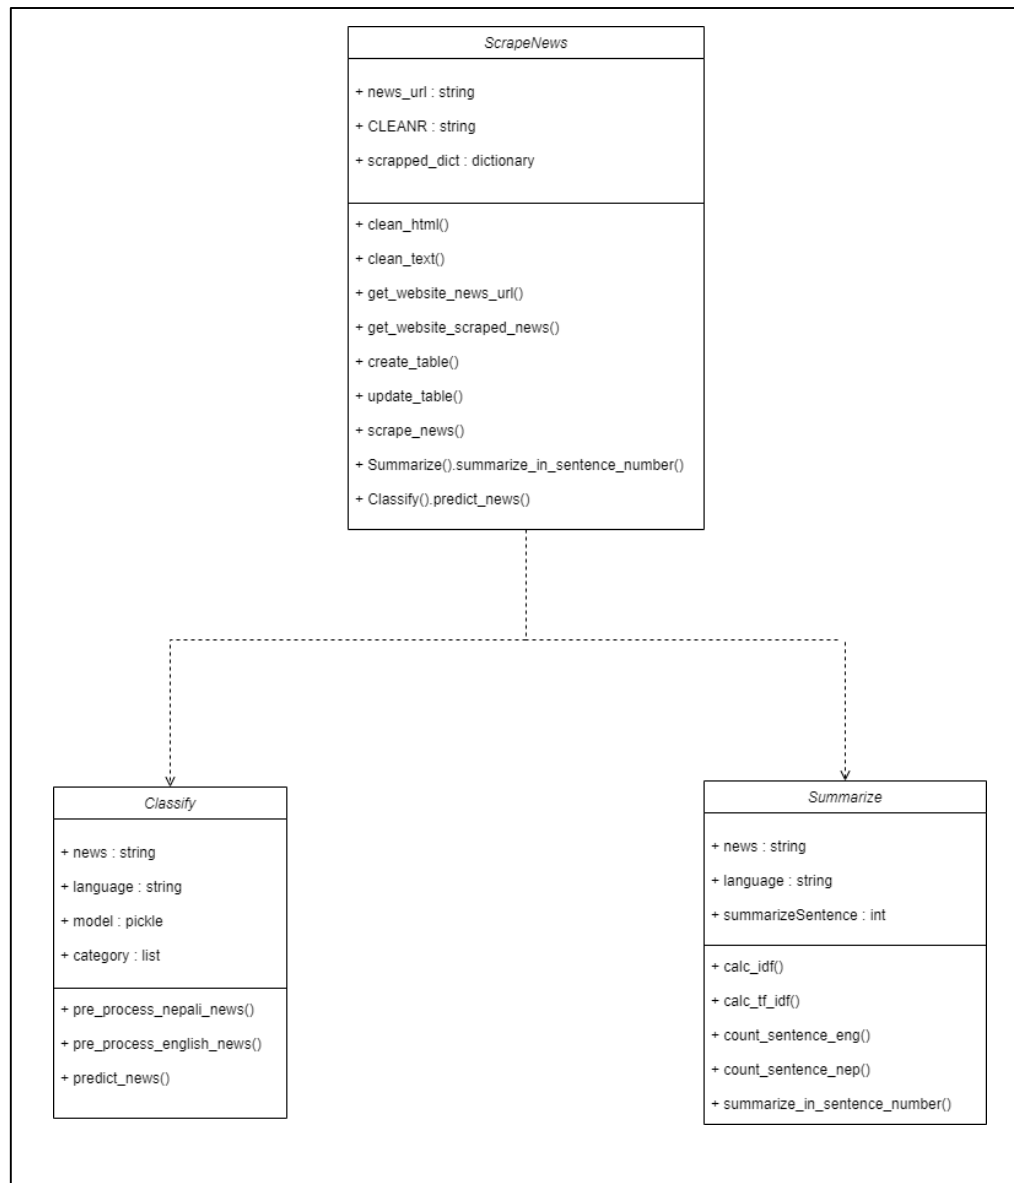 ScrapeNews
+ news_url : string
+ CLEANR : string
+ scrapped_dict : dictionary
+ clean_html()
+ clean_text()
+ get_website_news_url()
+ get_website_scraped_news()
+ create_table()
+ update_table()
+ scrape_news()
+ Summarize().summarize_in_sentence_number()
+ Classify().predict_news()
Classify
+ news : string
+ language : string
+ model : pickle
+ category : list
+ pre_process_nepali_news()
+ pre_process_english_news()
+ predict_news()
Summarize
+ news : string
+ language : string
+ summarizeSentence : int
+ calc_idf()
+ calc_tf_idf()
+ count_sentence_eng()
+ count_sentence_nep()
+ summarize_in_sentence_number()